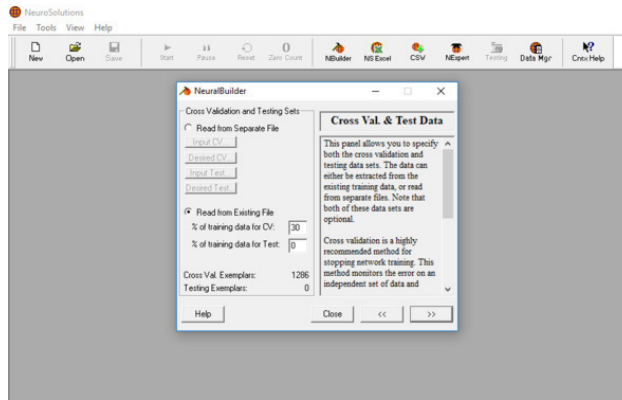 NeuroSolutions
File Tools View Help
New Open Save Start Pause Reset Zero Count NBuilder NS Excel CSV NExpert Testing Data Mgr Cntx Help
NeuralBuilder
Cross Validation and Testing Sets
Read from Separate File
Input CV...
Desired CV...
Input Test...
Desired Test...
Read from Existing File
% of training data for CV: 30
% of training data for Test: 0
Cross Val. Exemplars: 1286
Testing Exemplars: 0
Cross Val. & Test Data
This panel allows you to specify
both the cross validation and
testing data sets. The data can
either be extracted from the
existing training data, or read
from separate files. Note that
both of these data sets are
optional.
Cross validation is a highly
recommended method for
stopping network training. This
method monitors the error on an
independent set of data and
Help Close << >>